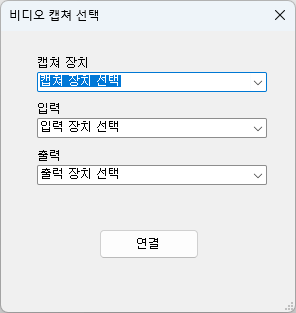 비디오 캡쳐 선택
캡쳐 장치
캡쳐 장치 선택
입력
입력 장치 선택
출력
출력 장치 선택
연결